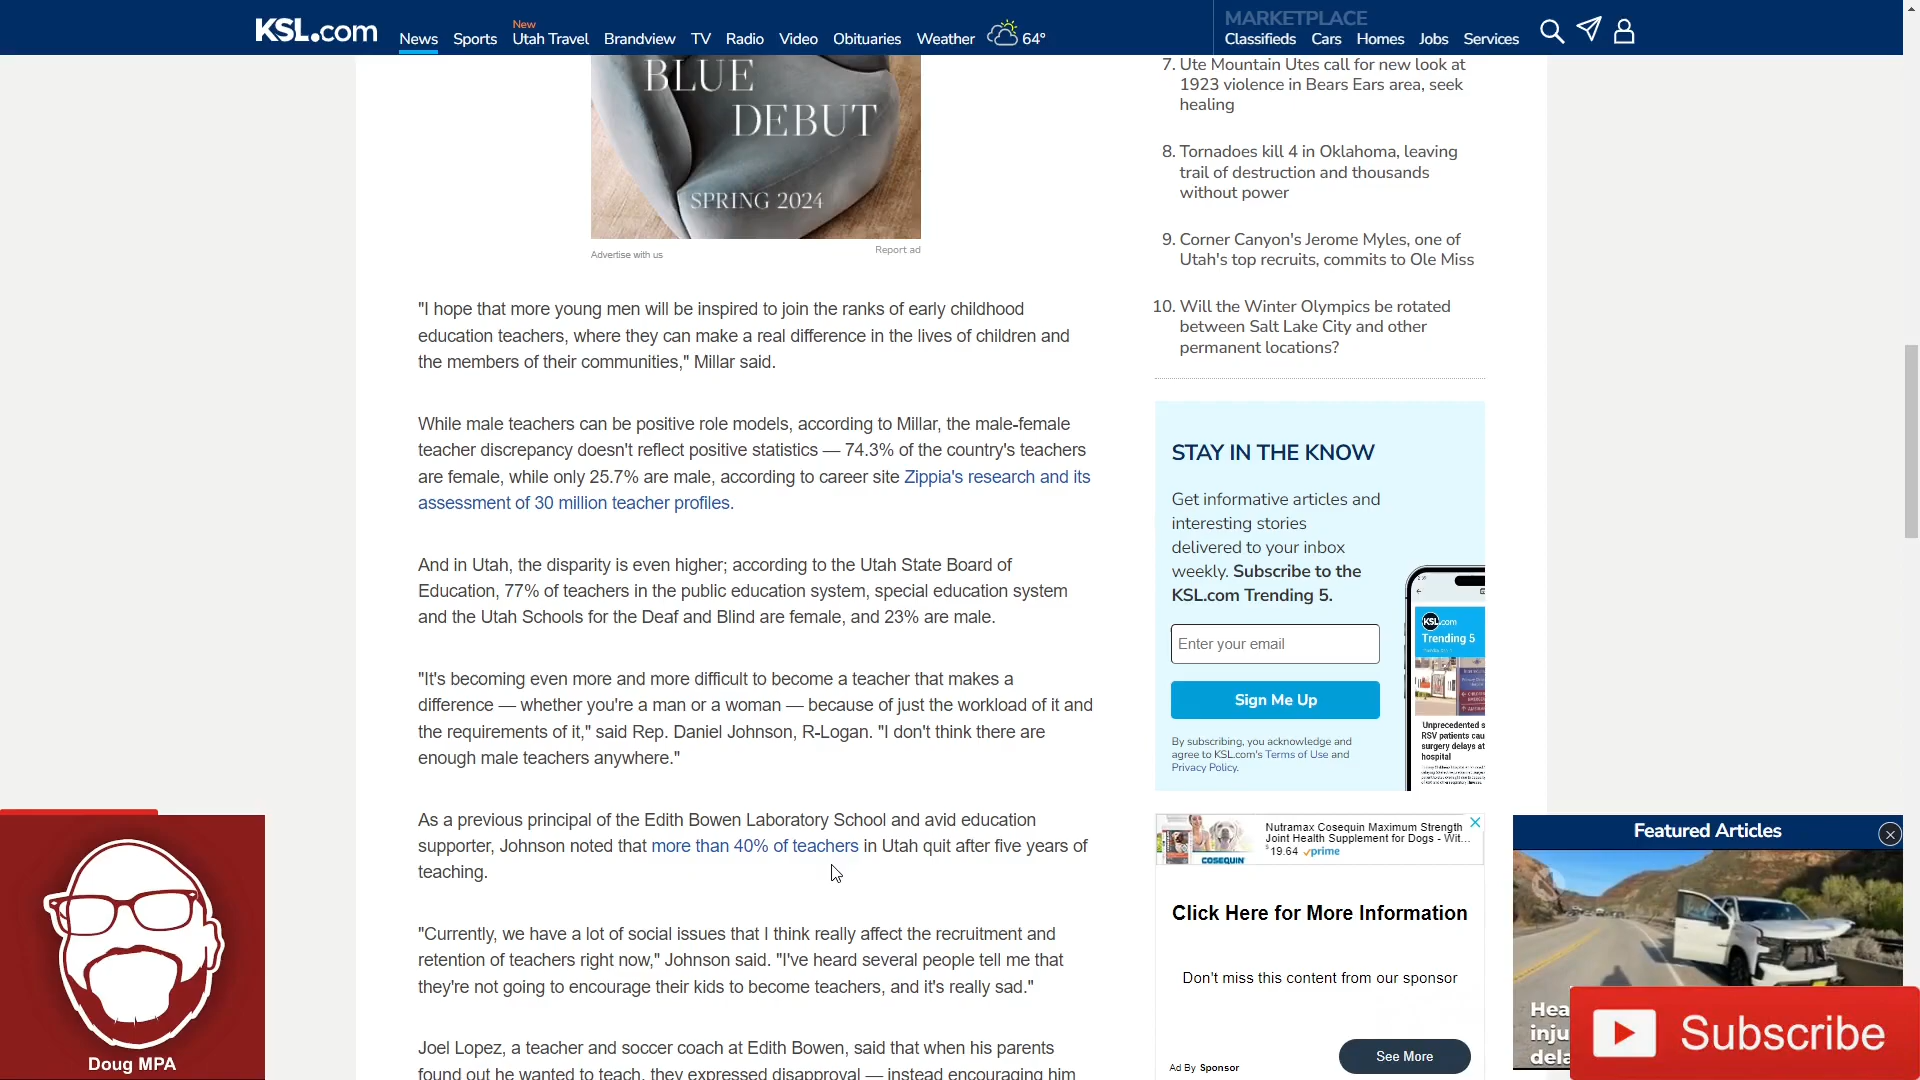 KSL.com
News
Sports
New
Utah Travel
Brandview
TV
Radio
Video
Obituaries
Weather
64°
MARKETPLACE
Classifieds
Cars
Homes
Jobs
Services
BLUE
DEBUT
SPRING 2024
Advertise with us
Report ad
"I hope that more young men will be inspired to join the ranks of early childhood
education teachers, where they can make a real difference in the lives of children and
the members of their communities," Millar said.
While male teachers can be positive role models, according to Millar, the male-female
teacher discrepancy doesn't reflect positive statistics — 74.3% of the country's teachers
are female, while only 25.7% are male, according to career site Zippia's research and its
assessment of 30 million teacher profiles.
And in Utah, the disparity is even higher; according to the Utah State Board of
Education, 77% of teachers in the public education system, special education system
and the Utah Schools for the Deaf and Blind are female, and 23% are male.
"It's becoming even more and more difficult to become a teacher that makes a
difference — whether you're a man or a woman — because of just the workload of it and
the requirements of it," said Rep. Daniel Johnson, R-Logan. "I don't think there are
enough male teachers anywhere."
As a previous principal of the Edith Bowen Laboratory School and avid education
supporter, Johnson noted that more than 40% of teachers in Utah quit after five years of
teaching.
"Currently, we have a lot of social issues that I think really affect the recruitment and
retention of teachers right now," Johnson said. "I've heard several people tell me that
they're not going to encourage their kids to become teachers, and it's really sad."
Joel Lopez, a teacher and soccer coach at Edith Bowen, said that when his parents
found out he wanted to teach, they expressed disapproval — instead encouraging him
7. Ute Mountain Utes call for new look at
1923 violence in Bears Ears area, seek
healing
8. Tornadoes kill 4 in Oklahoma, leaving
trail of destruction and thousands
without power
9. Corner Canyon's Jerome Myles, one of
Utah's top recruits, commits to Ole Miss
10. Will the Winter Olympics be rotated
between Salt Lake City and other
permanent locations?
STAY IN THE KNOW
Get informative articles and
interesting stories
delivered to your inbox
weekly. Subscribe to the
KSL.com Trending 5.
Enter your email
Sign Me Up
By subscribing, you acknowledge and
agree to KSL.com's Terms of Use and
Privacy Policy.
KSL.com
Trending 5
Unprecedented s
RSV patients cau
surgery delays at
hospital
Nutramax Cosequin Maximum Strength
Joint Health Supplement for Dogs - Wit...
$19.64 prime
COSEQUIN
Click Here for More Information
Don't miss this content from our sponsor
See More
Ad By Sponsor
Featured Articles
Hea
inju
dela
Subscribe
Doug MPA